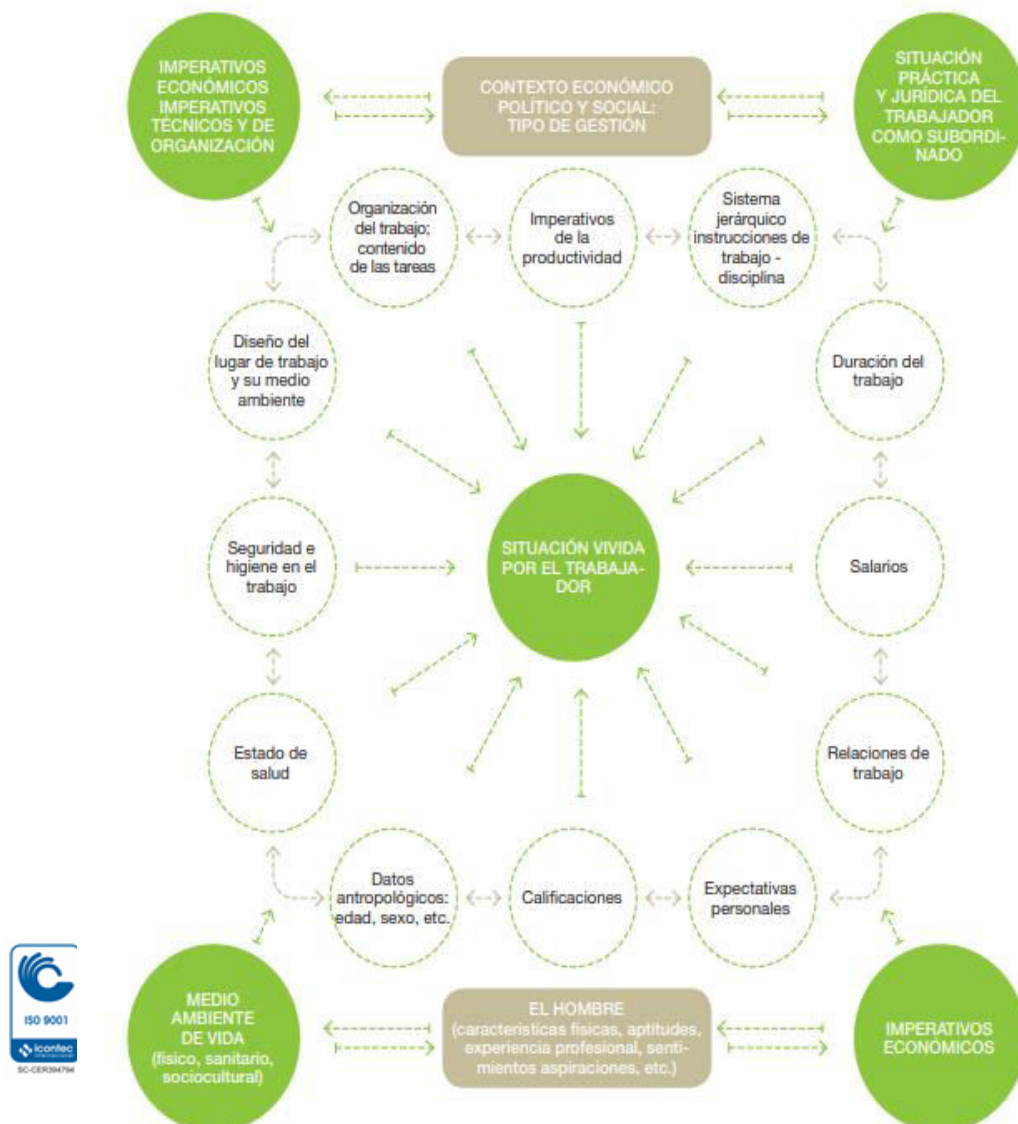 IMPERATIVOS
ECONÓMICOS
IMPERATIVOS
TÉCNICOS Y DE
ORGANIZACIÓN
CONTEXTO ECONÓMICO
POLÍTICO Y SOCIAL:
TIPO DE GESTIÓN
SITUACIÓN
PRÁCTICA
Y JURÍDICA DEL
TRABAJADOR
COMO SUBORDI-
NADO
Organización
del trabajo;
contenido
de las tareas
Imperativos
de la
productividad
Sistema
jerárquico
instrucciones de
trabajo -
disciplina
Diseño del
lugar de trabajo
y su medio
ambiente
Duración del
trabajo
Seguridad e
higiene en el
trabajo
SITUACIÓN VIVIDA
POR EL TRABAJA-
DOR
Salarios
Estado de
salud
Relaciones de
trabajo
Datos
antropológicos:
edad, sexo, etc.
Calificaciones
Expectativas
personales
MEDIO
AMBIENTE
DE VIDA
(físico, sanitario,
sociocultural)
EL HOMBRE
(características físicas, aptitudes,
experiencia profesional, senti-
mientos aspiraciones, etc.)
IMPERATIVOS
ECONÓMICOS
ISO 9001
icontec
SC-CER394794